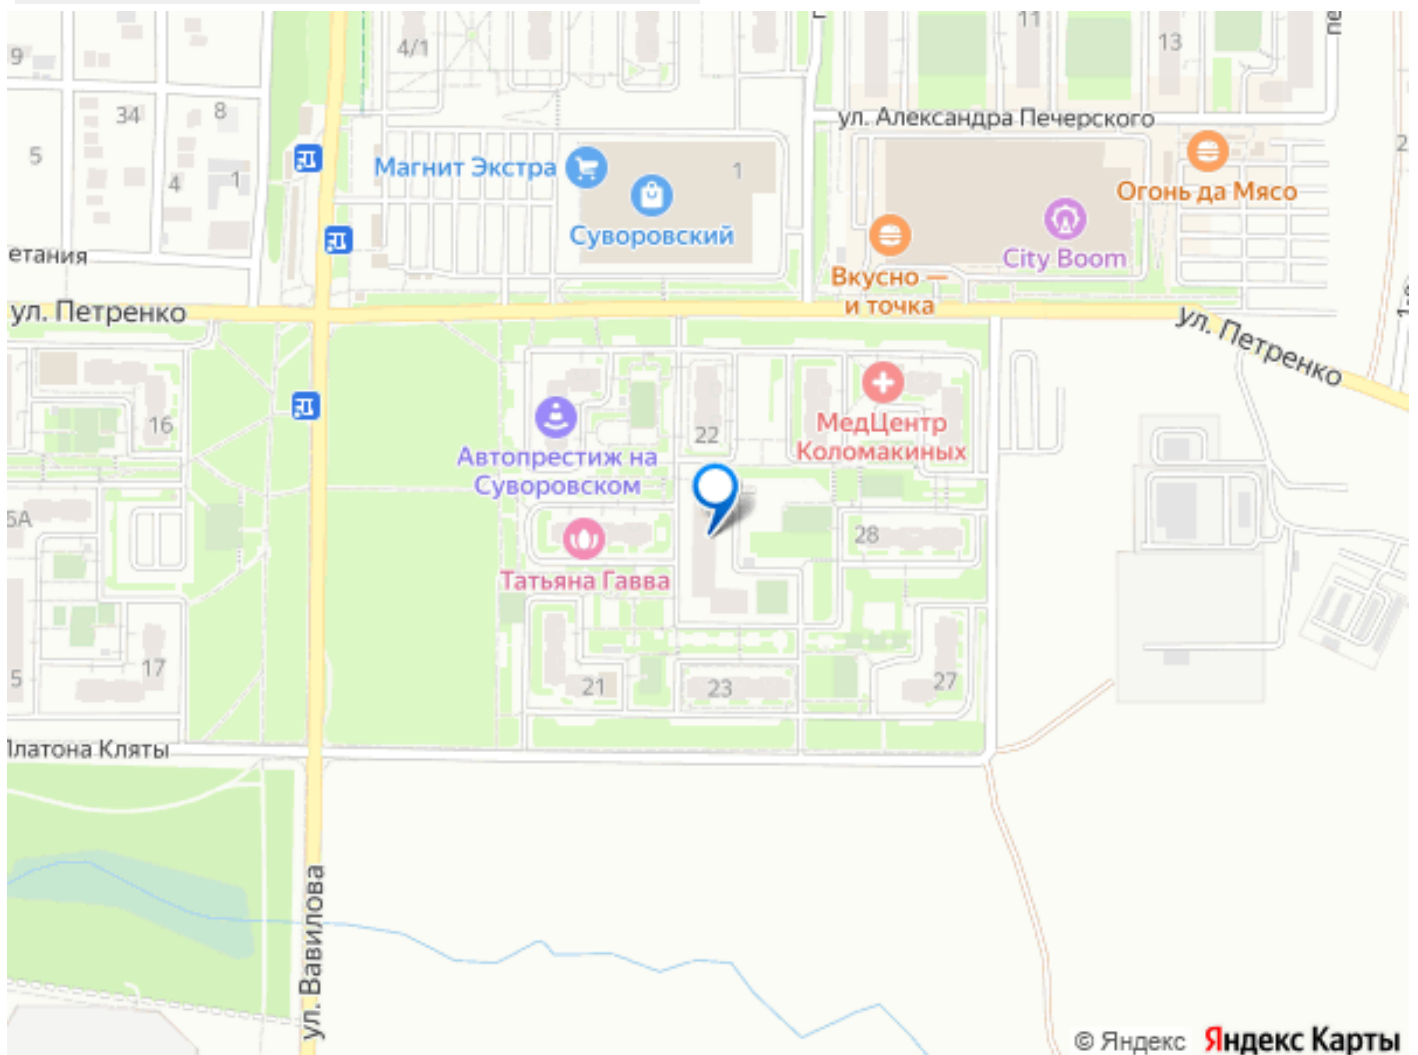 4/1
11
13
9
34
8
ул. Александра Печерского
5
4
1
Магнит Экстра
1
2
Огонь да Мясо
Суворовский
етания
City Boom
Вкусно —
и точка
ул. Петренко
ул. Петренко
16
22
МедЦентр
Коломакиных
Автопрестиж на
Суворовском
5А
28
Татьяна Гавва
17
5
21
23
27
Платона Кляты
ул. Вавилова
© Яндекс Яндекс Карты